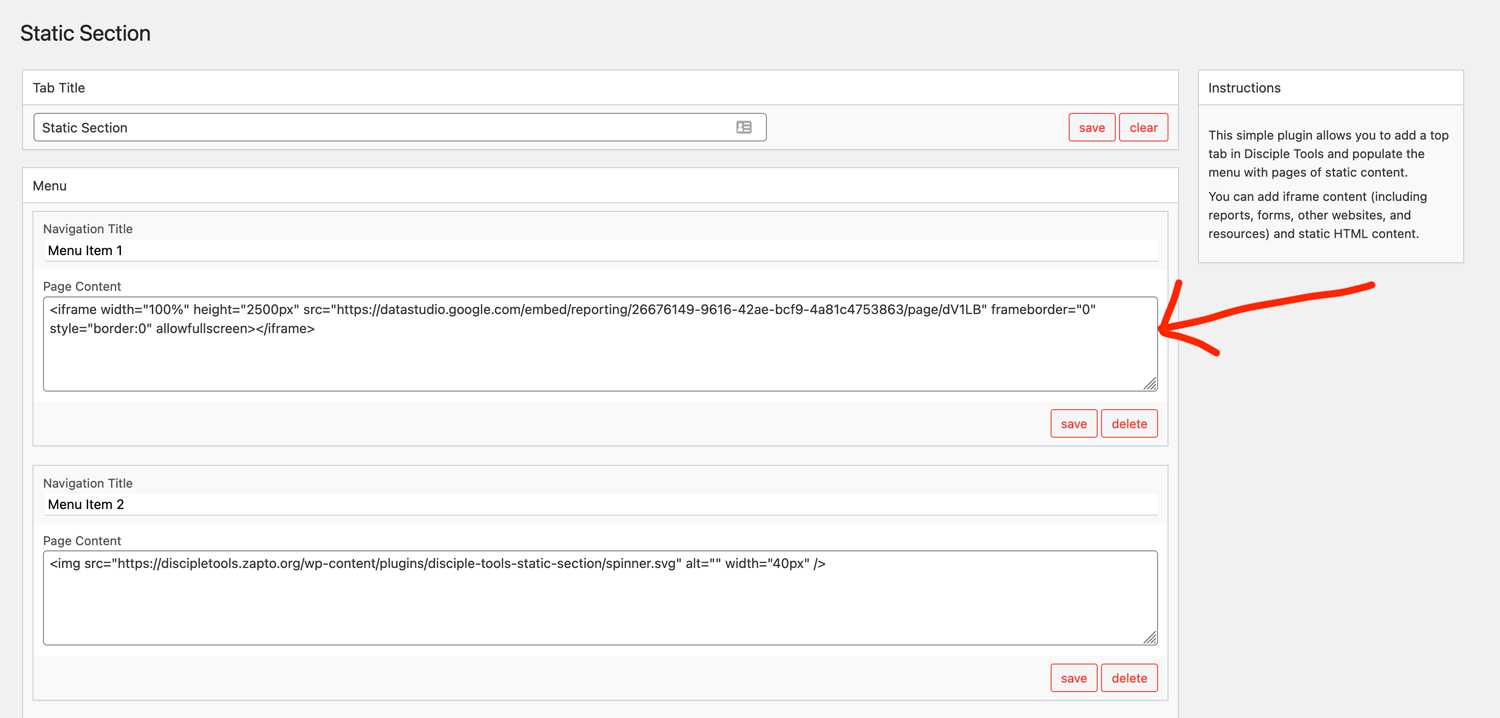 Static Section
Tab Title
Static Section
save
clear
Menu
Navigation Title
Menu Item 1
Page Content
<iframe width="100%" height="2500px" src="https://datastudio.google.com/embed/reporting/26676149-9616-42ae-bcf9-4a81c4753863/page/dV1LB" frameborder="0"
style="border:0" allowfullscreen></iframe>
save
delete
Navigation Title
Menu Item 2
Page Content
<img src="https://discipletools.zapto.org/wp-content/plugins/disciple-tools-static-section/spinner.svg" alt="" width="40px" />
save
delete
Instructions
This simple plugin allows you to add a top
tab in Disciple Tools and populate the
menu with pages of static content.
You can add iframe content (including
reports, forms, other websites, and
resources) and static HTML content.